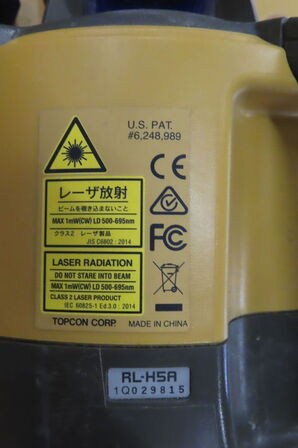 U.S. PAT.
#6,248,989
CE
レーザ放射
ビームを覗き込まないこと
MAX 1mW(CW) LD 500-695nm
クラス2 レーザ製品
JIS C6802 : 2014
FC
LASER RADIATION
DO NOT STARE INTO BEAM
MAX 1mW(CW) LD 500-695nm
CLASS 2 LASER PRODUCT
IEC 60825-1 Ed.3.0 : 2014
TOPCON CORP. MADE IN CHINA
RL-H5A
1Q029815